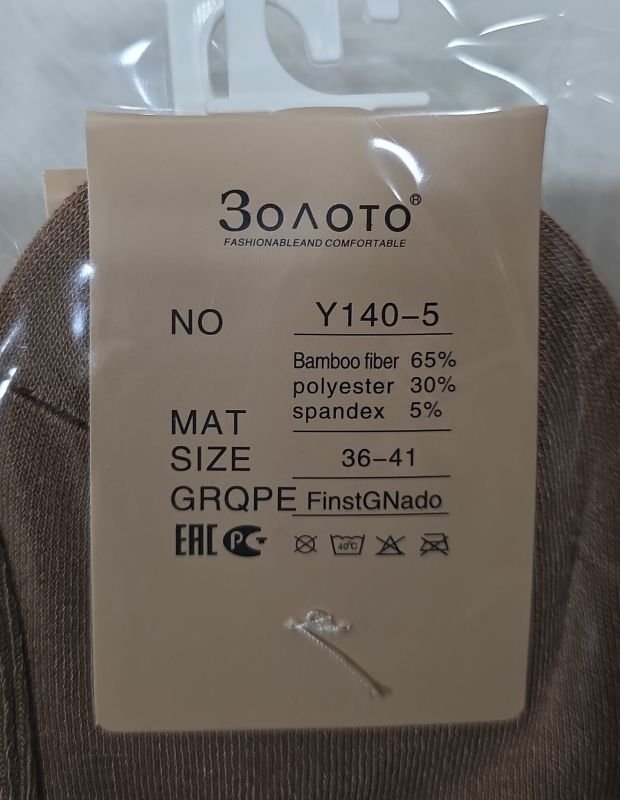 Золото®
FASHIONABLEAND COMFORTABLE
NO Y140-5
Bamboo fiber 65%
polyester 30%
spandex 5%
MAT
SIZE 36-41
GRQPE FinstGNado
EAC PC 40°C